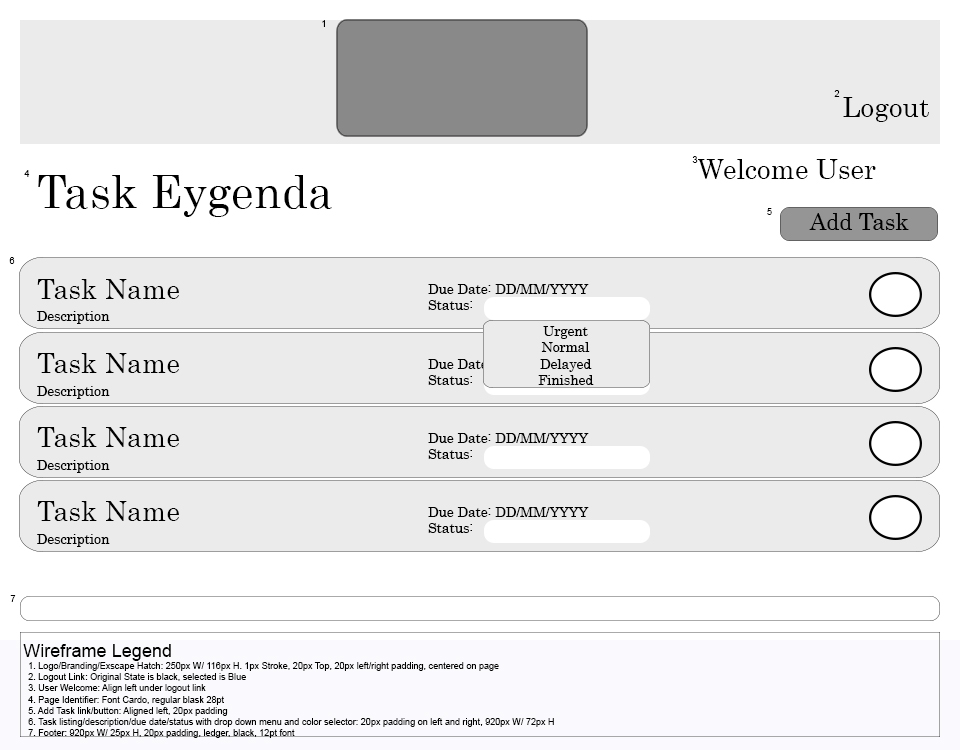 1
2 Logout
3 Welcome User
4 Task Eygenda
5 Add Task
6
Task Name
Description
Due Date: DD/MM/YYYY
Status:
Urgent
Normal
Delayed
Finished
Task Name
Description
Due Date
Status:
Task Name
Description
Due Date: DD/MM/YYYY
Status:
Task Name
Description
Due Date: DD/MM/YYYY
Status:
7
Wireframe Legend
1. Logo/Branding/Exscape Hatch: 250px W/ 116px H. 1px Stroke, 20px Top, 20px left/right padding, centered on page
2. Logout Link: Original State is black, selected is Blue
3. User Welcome: Align left under logout link
4. Page Identifier: Font Cardo, regular blask 28pt
5. Add Task link/button: Aligned left, 20px padding
6. Task listing/description/due date/status with drop down menu and color selector: 20px padding on left and right, 920px W/ 72px H
7. Footer: 920px W/ 25px H, 20px padding, ledger, black, 12pt font